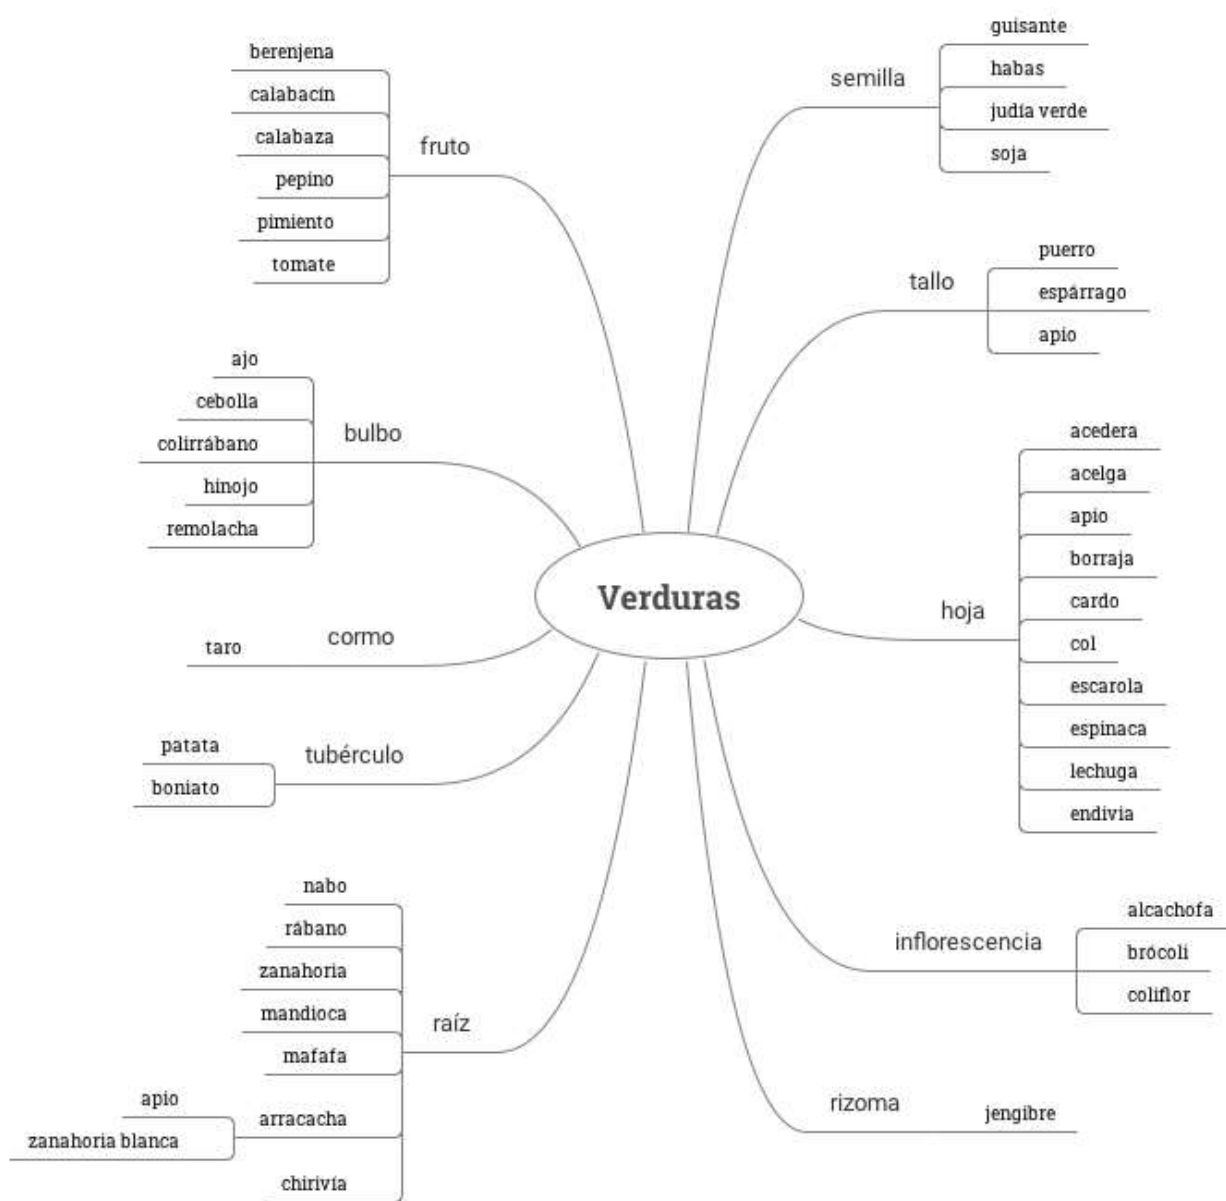 Verduras
fruto
berenjena
calabacín
calabaza
pepino
pimiento
tomate
bulbo
ajo
cebolla
colirrábano
hinojo
remolacha
cormo
taro
tubérculo
patata
boniato
raíz
nabo
rábano
zanahoria
mandioca
mafafa
arracacha
apio
zanahoria blanca
chirivía
semilla
guisante
habas
judía verde
soja
tallo
puerro
espárrago
apio
hoja
acedera
acelga
apio
borraja
cardo
col
escarola
espinaca
lechuga
endivia
inflorescencia
alcachofa
brócoli
coliflor
rizoma
jengibre